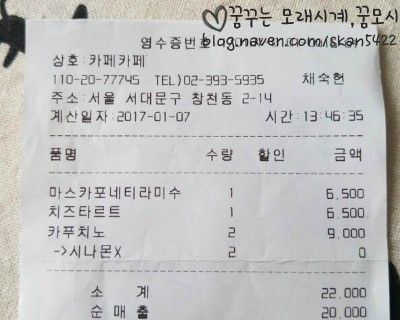 꿈꾸는 모래시계,꿈모시
blog.naver.com/skan5422
영수증번호
상호:카페카페
110-20-77745 TEL)02-393-5935 채숙헌
주소:서울 서대문구 창천동 2-14
계산일자:2017-01-07 시간:13:46:35
품명 수량 할인 금액
마스카포네티라미수 1 6,500
치즈타르트 1 6,500
카푸치노 2 9,000
->시나몬X 2 0
소 계 22,000
순 매 출 20,000